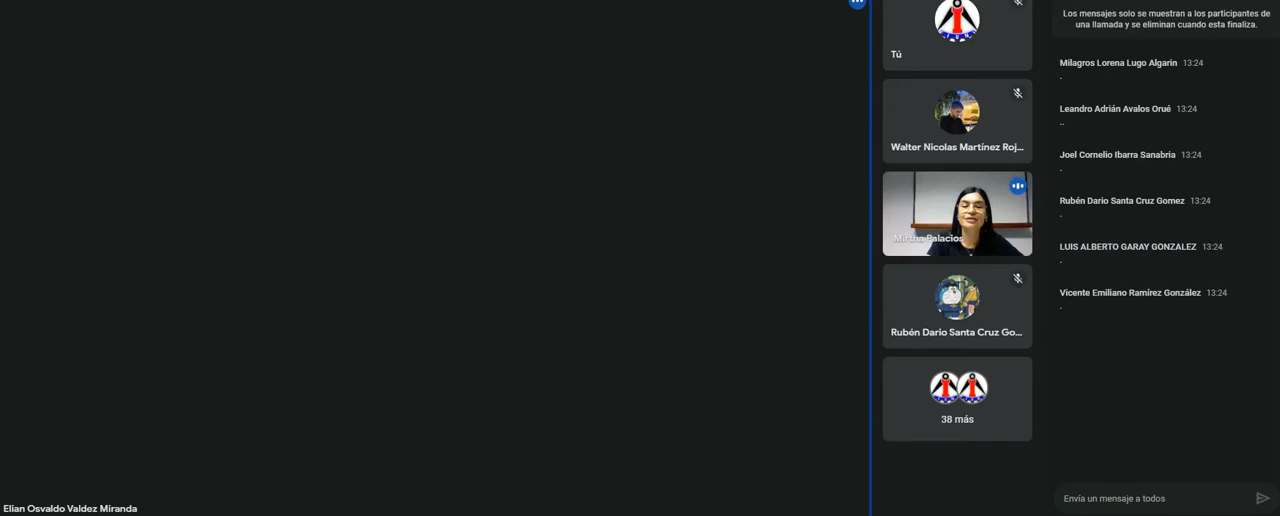 Elian Osvaldo Valdez Miranda
Tú
Walter Nicolas Martínez Roj...
Mirtha Palacios
Rubén Dario Santa Cruz Go...
38 más
Los mensajes solo se muestran a los participantes de
una llamada y se eliminan cuando esta finaliza.
Milagros Lorena Lugo Algarin 13:24
.
Leandro Adrián Avalos Orué 13:24
..
Joel Cornelio Ibarra Sanabria 13:24
.
Rubén Dario Santa Cruz Gomez 13:24
.
LUIS ALBERTO GARAY GONZALEZ 13:24
.
Vicente Emiliano Ramírez González 13:24
.
Envía un mensaje a todos